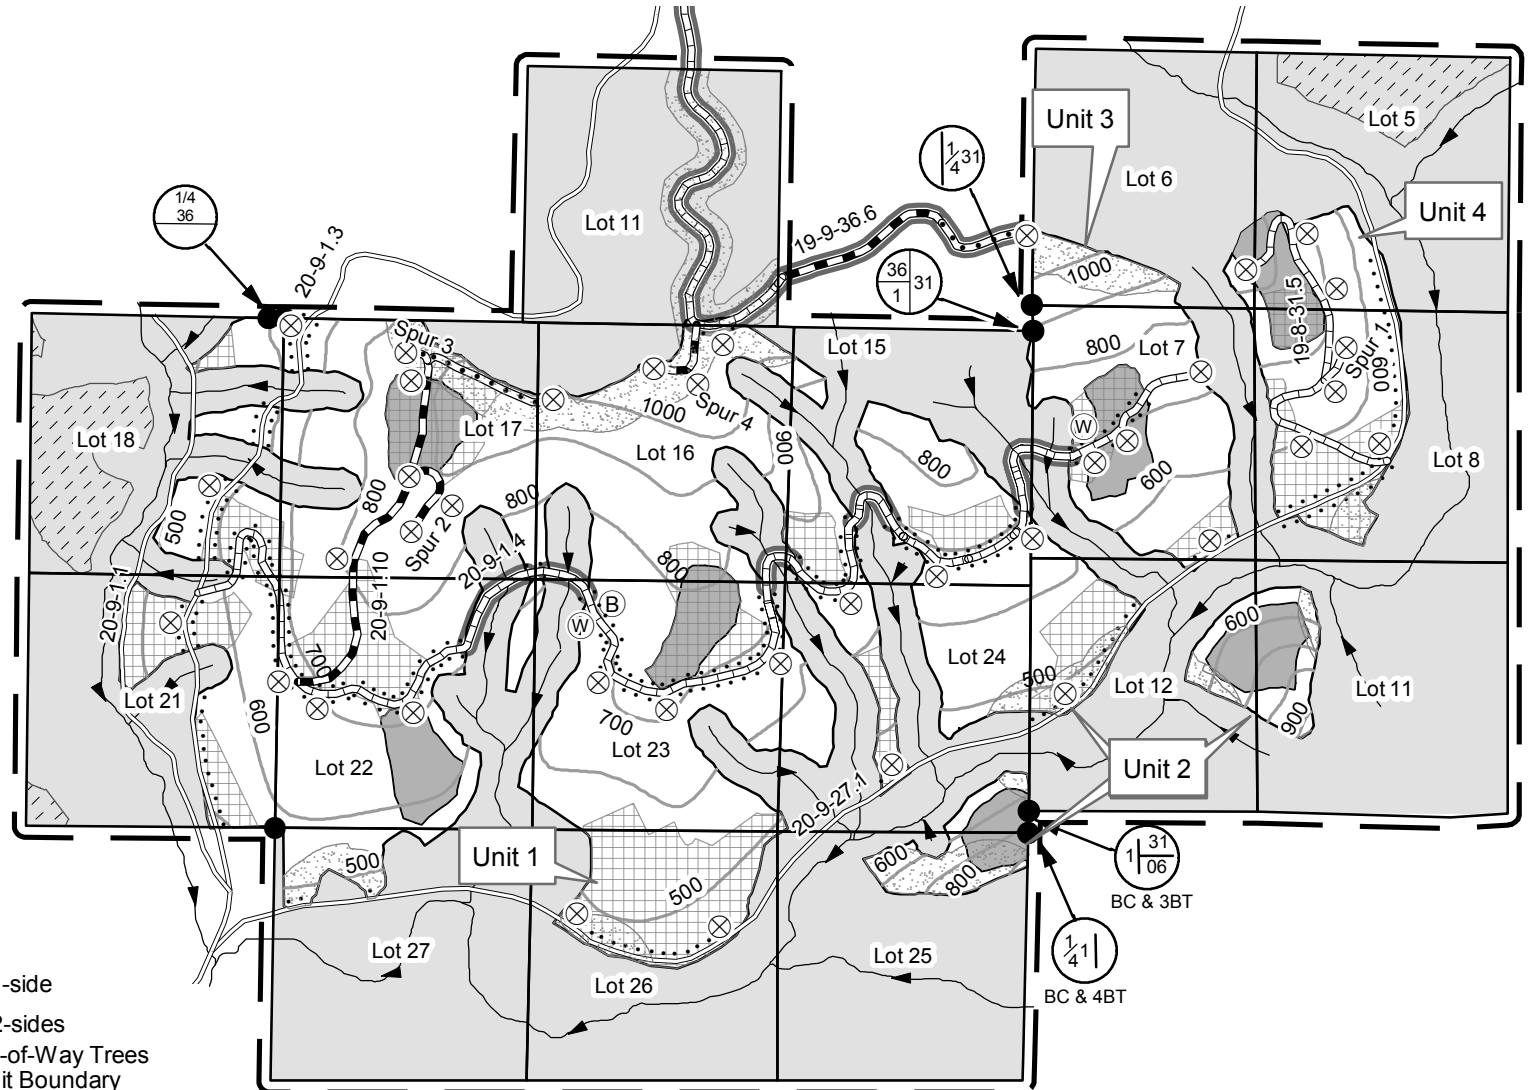 Lot 5
Unit 3
1/4 31
Lot 6
1/4
36
Unit 4
Lot 11
19-9-36.6
20-9-1.3
1000
36
1
31
19-8-31.5
Spur 3
800
Lot 7
Lot 15
Spur 1
600
1000
Spur 4
W
Lot 17
Lot 18
900
Lot 16
800
Lot 8
600
800
800
500
Spur 2
20-9-1.4
800
20-9-1.1
20-9-1.10
B
W
600
700
Lot 24
500
Lot 12
Lot 11
Lot 21
600
700
900
Lot 23
Lot 22
Unit 2
20-9-27.1
Unit 1
500
600
800
1
31
06
BC & 3BT
500
Lot 27
Lot 25
1/4 1
-side
Lot 26
BC & 4BT
2-sides
-of-Way Trees
it Boundary